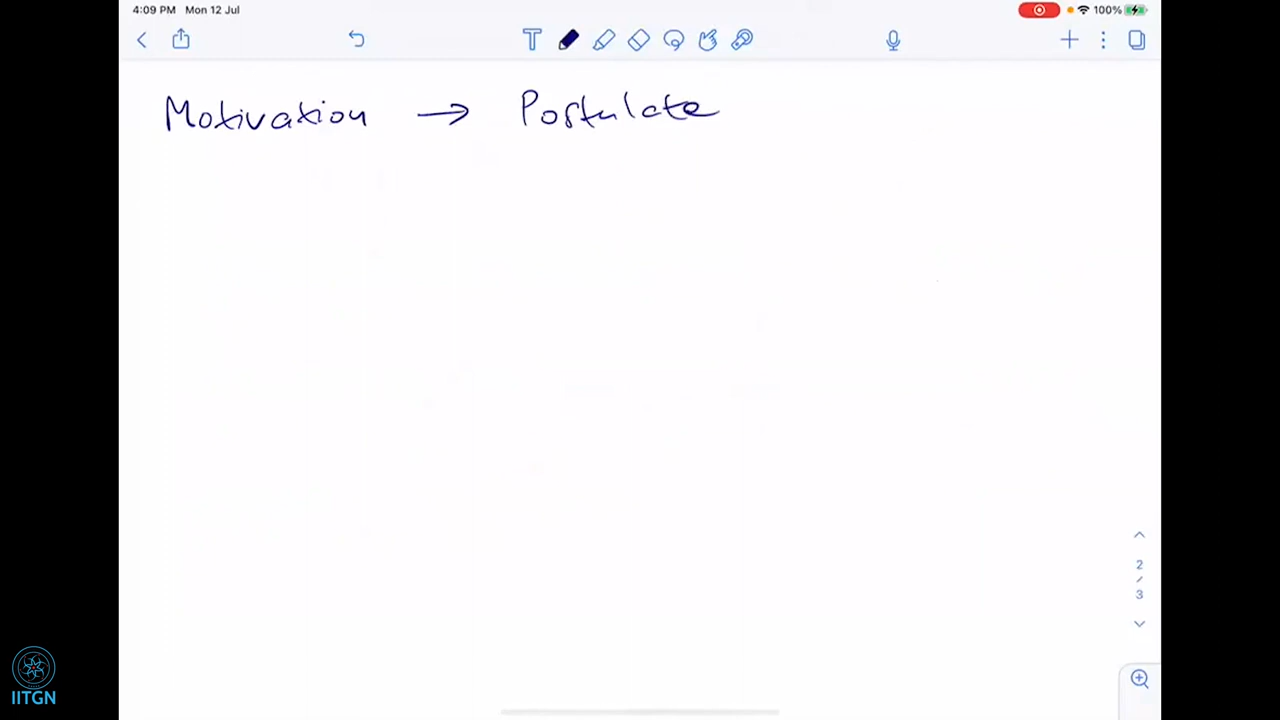 4:09 PM Mon 12 Jul 100%
Motivation → Postulate
2
/
3
IITGN